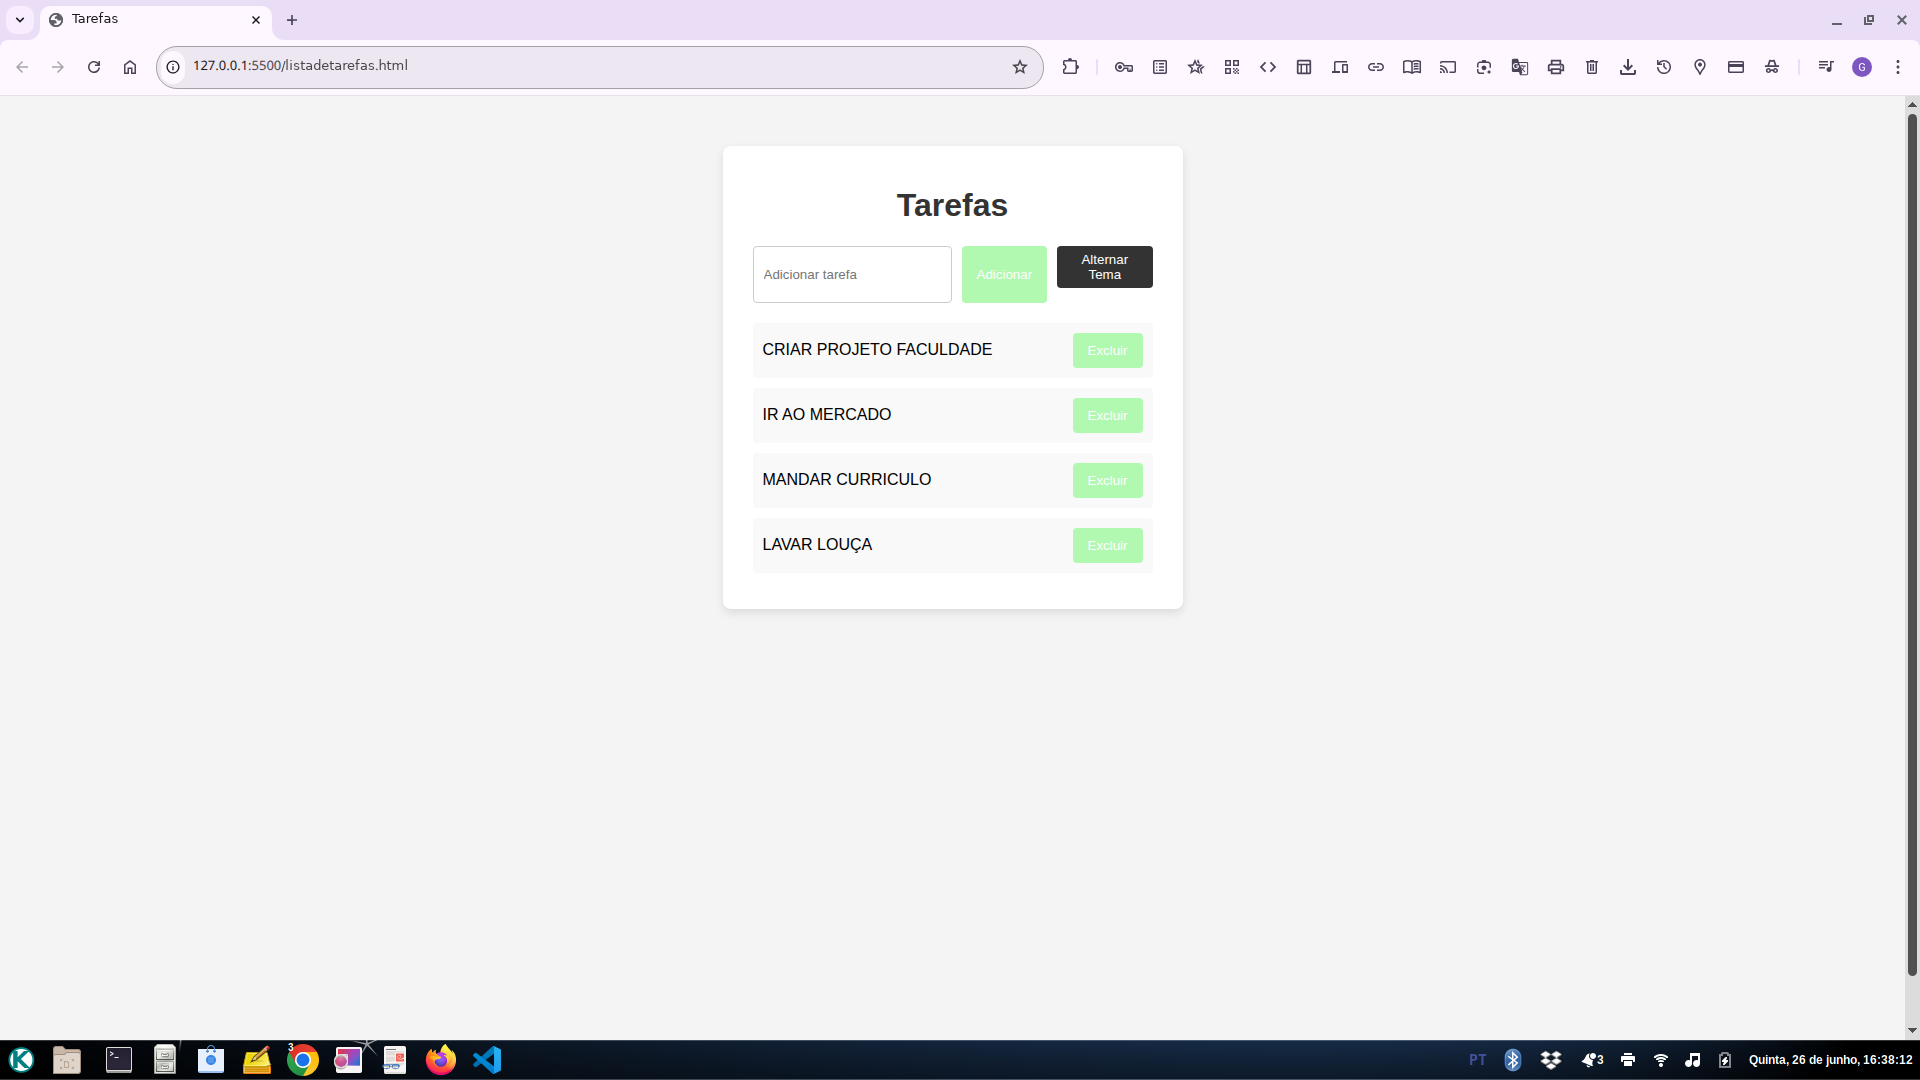 Tarefas
127.0.0.1:5500/listadetarefas.html
G
Tarefas
Adicionar tarefa
Adicionar
Alternar
Tema
CRIAR PROJETO FACULDADE
Excluir
IR AO MERCADO
Excluir
MANDAR CURRICULO
Excluir
LAVAR LOUÇA
Excluir
3
PT
3
Quinta, 26 de junho, 16:38:12